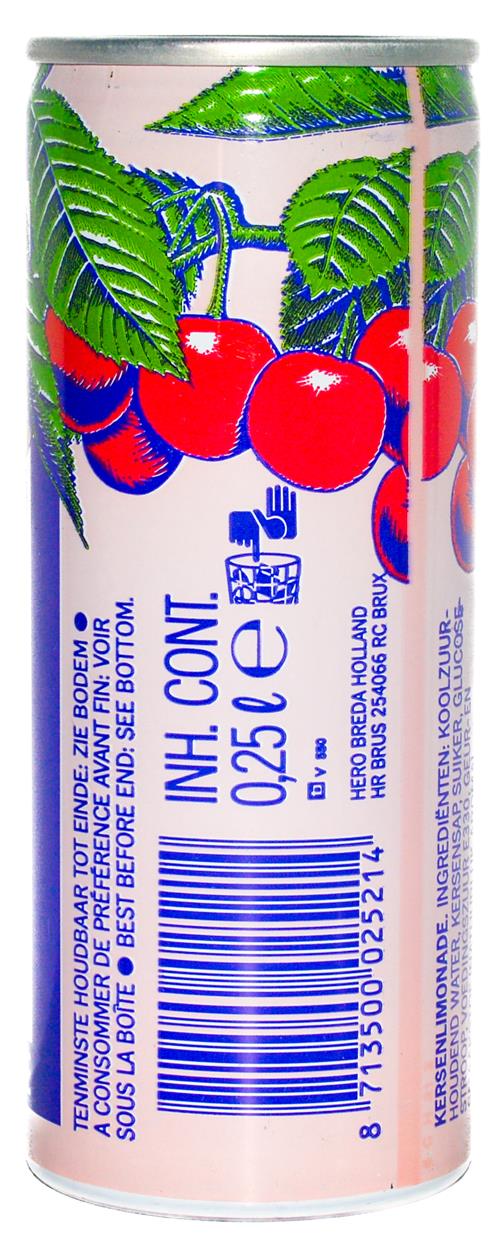 TENMINSTE HOUDBAAR TOT EINDE: ZIE BODEM ●
A CONSOMMER DE PRÉFÉRENCE AVANT FIN: VOIR
SOUS LA BOÎTE ● BEST BEFORE END: SEE BOTTOM.
INH. CONT.
0,25 ℓ ℮
D V 550
HERO BREDA HOLLAND
HR BRUS 254066 RC BRUX
8 713500 025214
KERSENLIMONADE. INGREDIËNTEN: KOOLZUUR-
HOUDEND WATER, KERSENSAP, SUIKER, GLUCOSE-
STROOP, VOEDINGSZUUR: E330, GEUR- EN